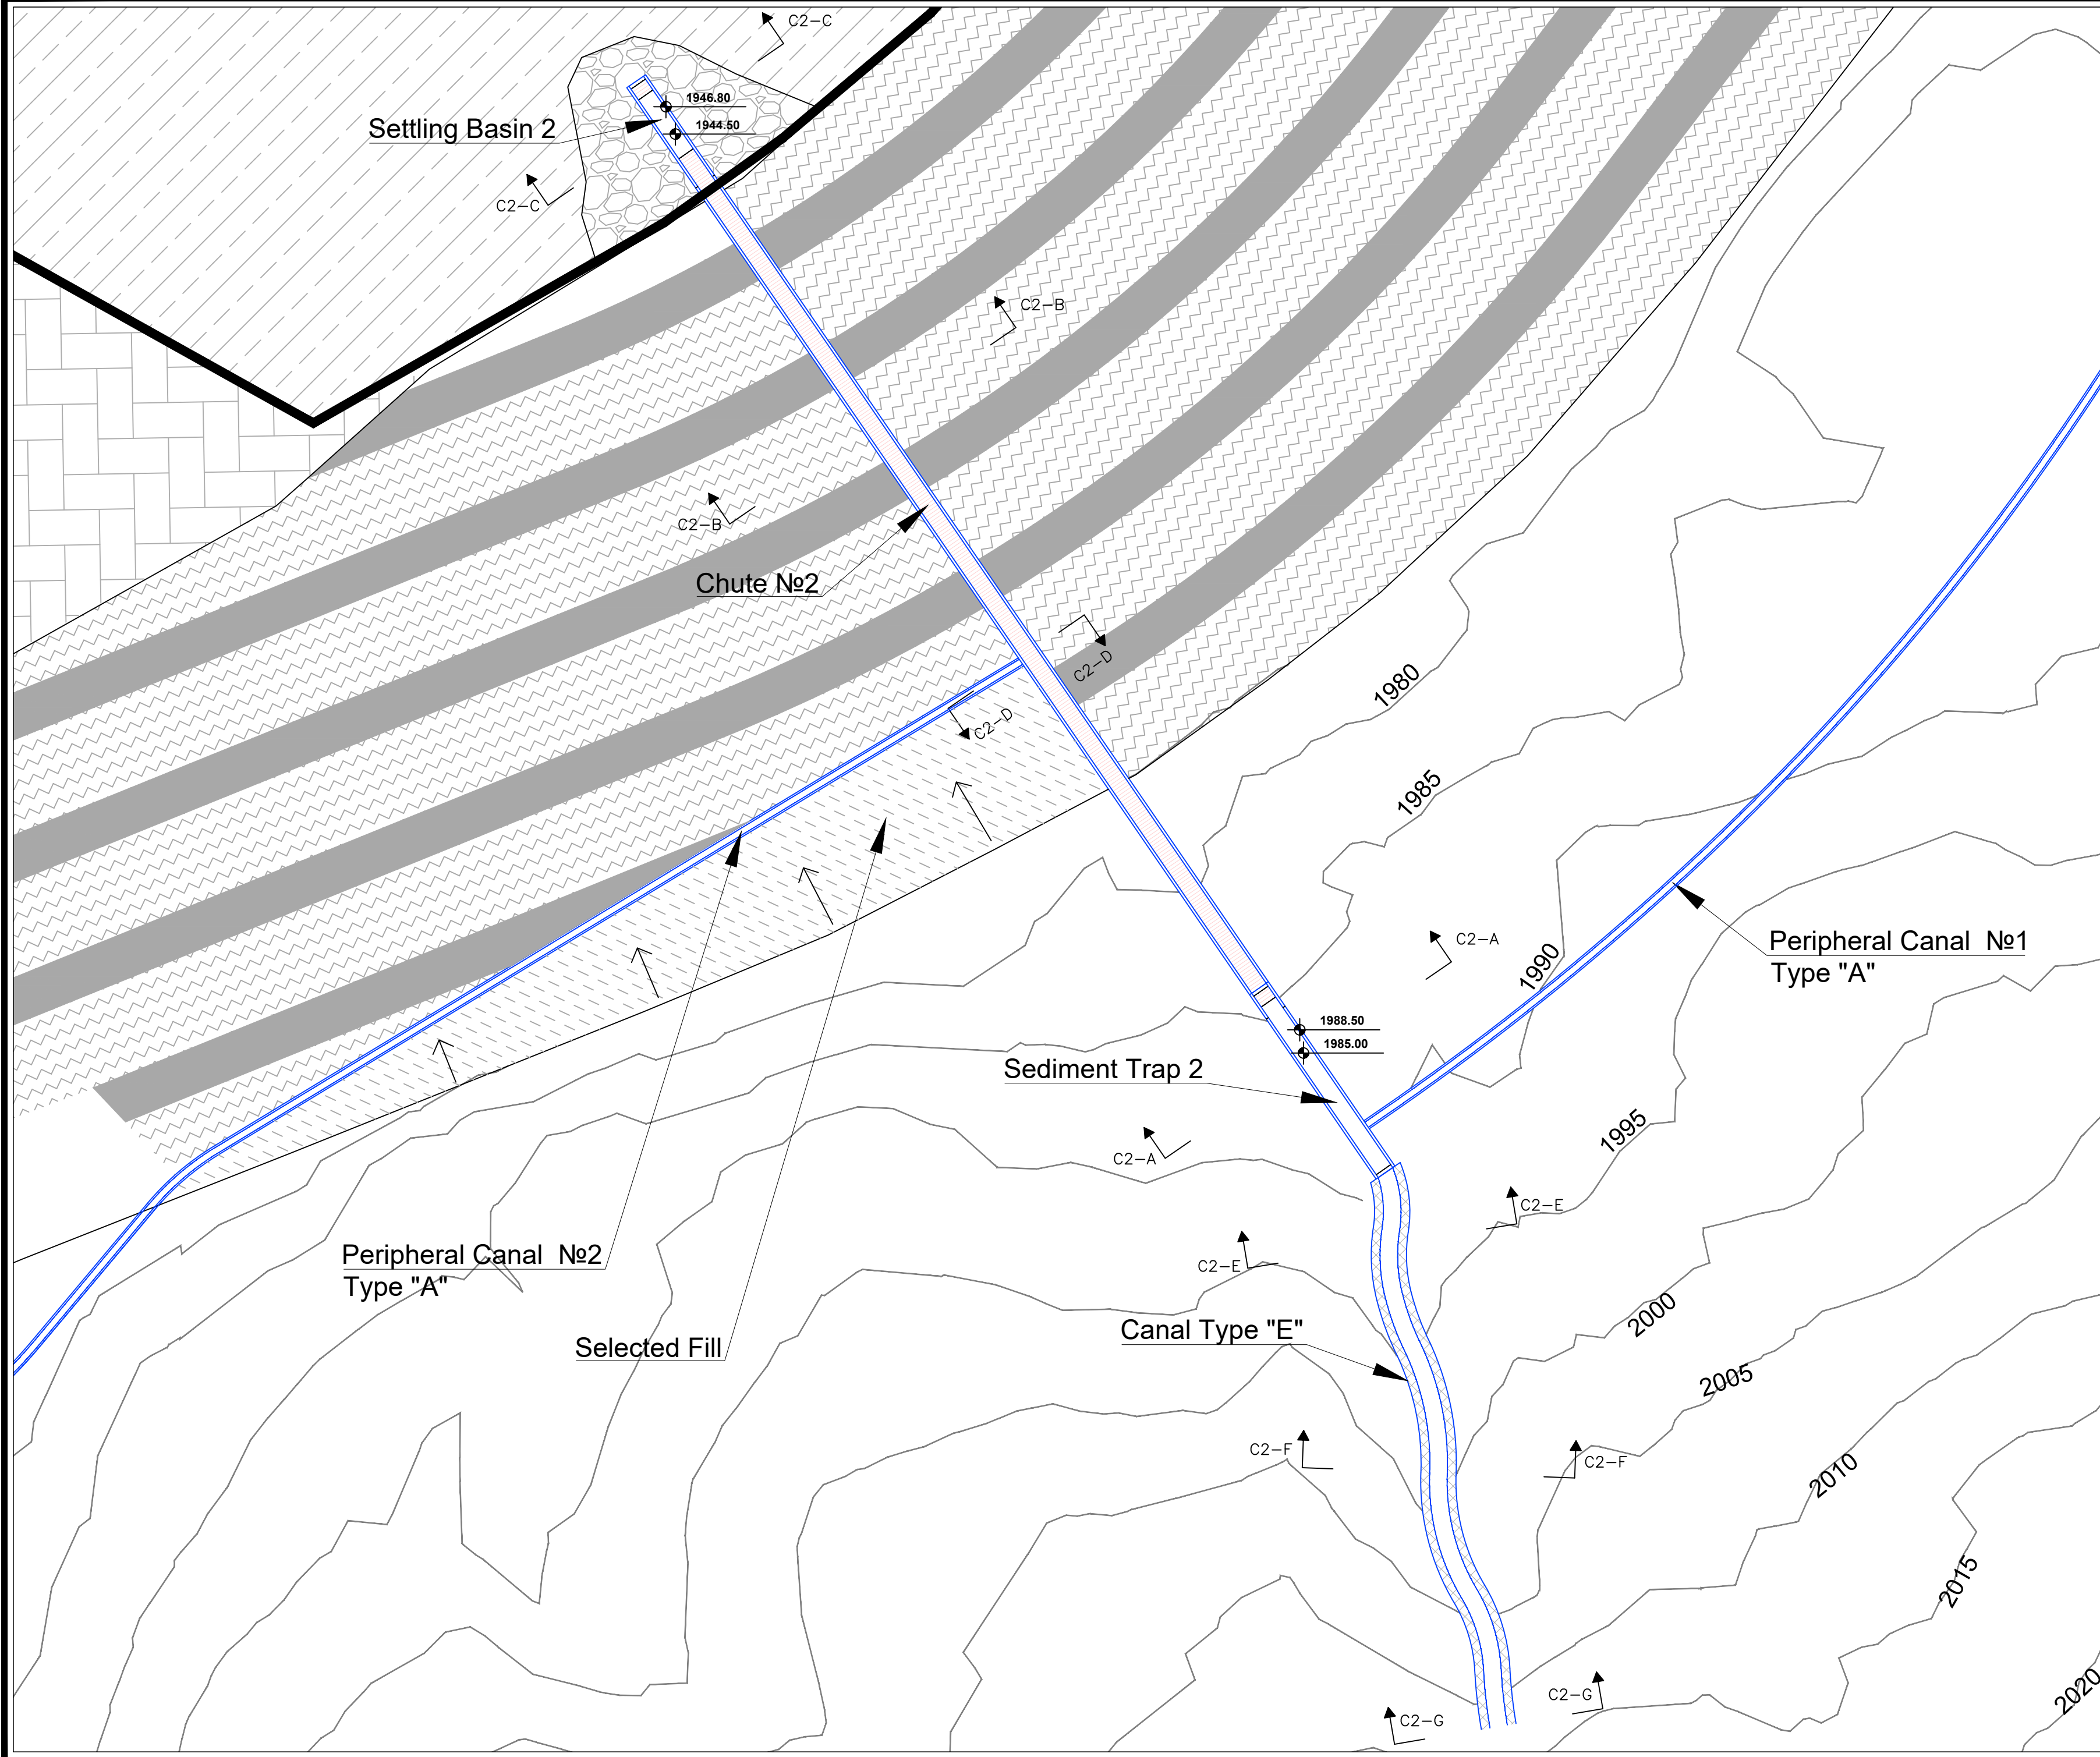 C2-C
1946.80
Settling Basin 2
1944.50
C2-C
C2-B
C2-B
Chute №2
C2-D
1980
C2-D
1985
C2-A
Peripheral Canal №1
Type "A"
1990
1988.50
1985.00
Sediment Trap 2
1995
C2-A
C2-E
Peripheral Canal №2
Type "A"
C2-E
2000
Canal Type "E"
Selected Fill
2005
C2-F
C2-F
2010
2015
C2-G
2020
C2-G